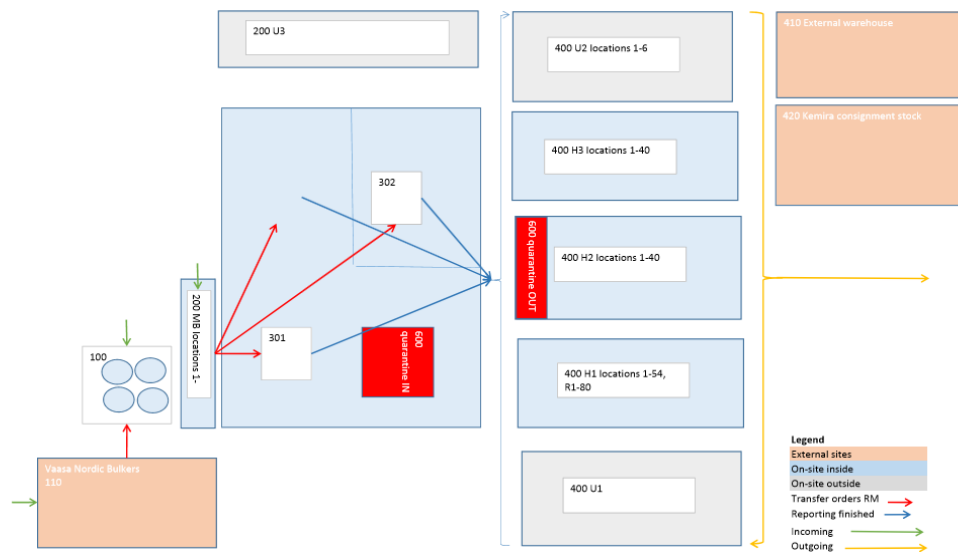 200 U3
400 U2 locations 1-6
410 External warehouse
420 Kemira consignment stock
400 H3 locations 1-40
302
600 quarantine OUT
400 H2 locations 1-40
200 MB locations 1-
301
600
quarantine IN
100
400 H1 locations 1-54,
R1-80
Vaasa Nordic Bulkers
110
400 U1
Legend
External sites
On-site inside
On-site outside
Transfer orders RM
Reporting finished
Incoming
Outgoing